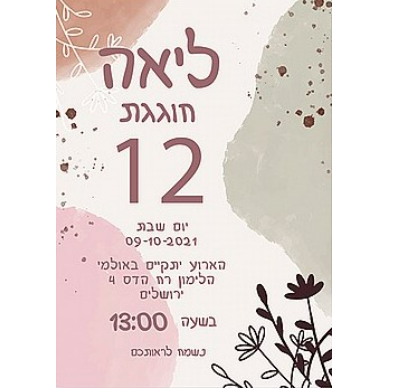 ליאה
חוגגת
12
יום שבת
09-10-2021
הארוע יתקיים באולמי
הלימון רח הדס 4
ירושלים
בשעה 13:00
נשמח לראותכם